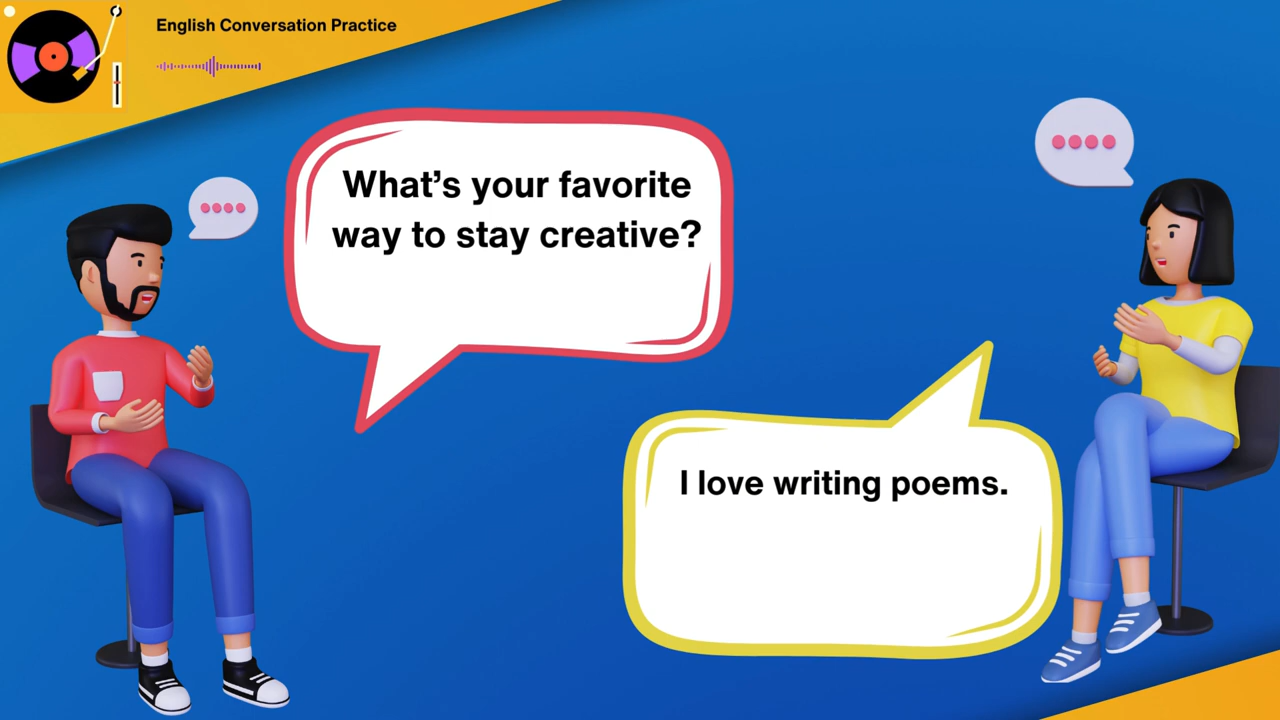 English Conversation Practice
What’s your favorite
way to stay creative?
I love writing poems.